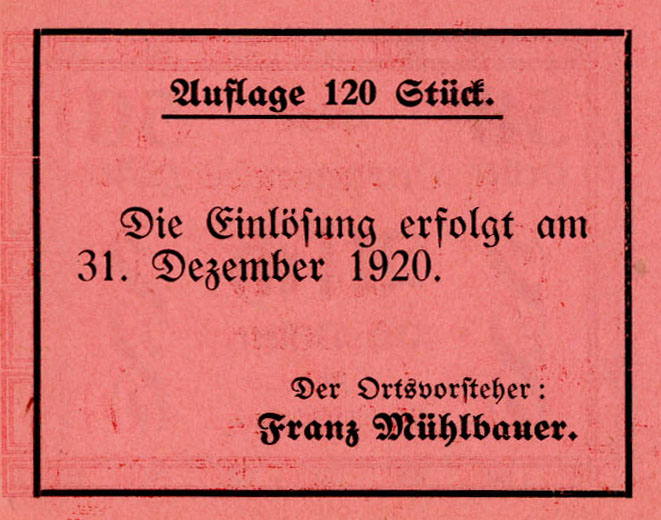 Auflage 120 Stück.
Die Einlöſung erfolgt am
31. Dezember 1920.
Der Ortsvorſteher:
Franz Mühlbauer.